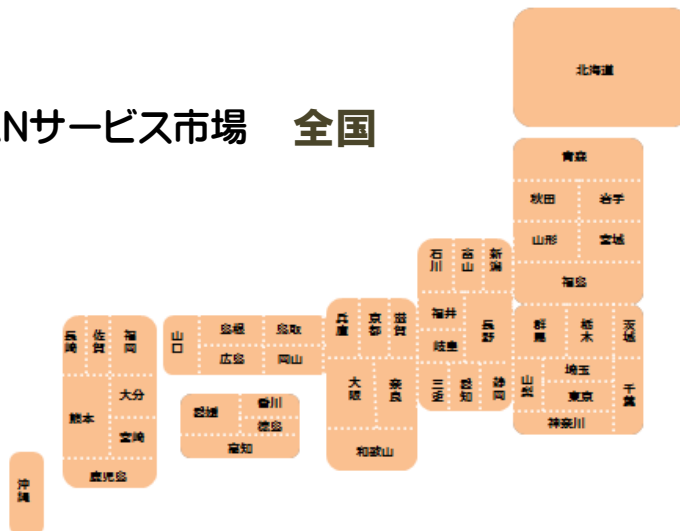 Nサービス市場 全国
北海道
青森
秋田 岩手
山形 宮城
福島
石川 富山 新潟
福井 長野
岐阜
三重 愛知 静岡
群馬 栃木 茨城
山梨 埼玉 千葉
東京
神奈川
兵庫 京都 滋賀
大阪 奈良
和歌山
山口 島根 鳥取
広島 岡山
愛媛 香川
徳島
高知
長崎 佐賀 福岡
熊本 大分
宮崎
鹿児島
沖縄